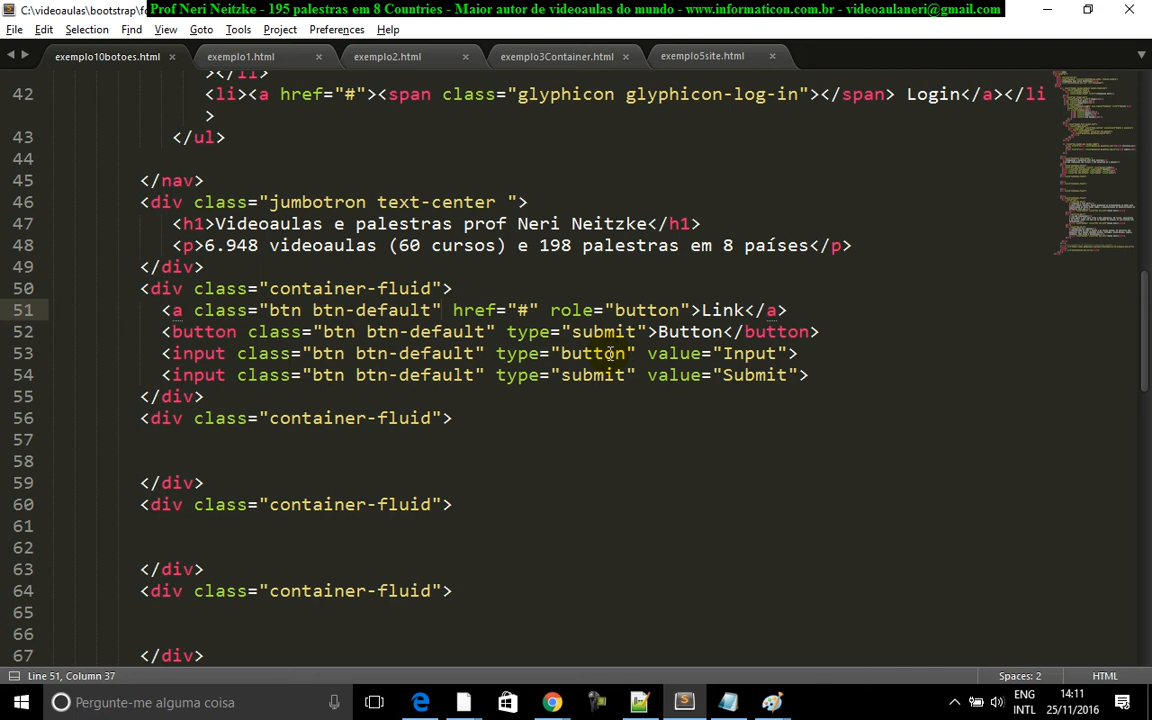 C:\videoaulas\bootstrap\fo
Prof Neri Neitzke - 195 palestras em 8 Countries - Maior autor de videoaulas do mundo - www.informaticon.com.br - videoaulaneri@gmail.com
File Edit Selection Find View Goto Tools Project Preferences Help
exemplo10botoes.html × exemplo1.html × exemplo2.html × exemplo3Container.html × exemplo5site.html ×
></li>
42 <li><a href="#"><span class="glyphicon glyphicon-log-in"></span> Login</a></li
>
43 </ul>
44
45 </nav>
46 <div class="jumbotron text-center ">
47 <h1>Videoaulas e palestras prof Neri Neitzke</h1>
48 <p>6.948 videoaulas (60 cursos) e 198 palestras em 8 países</p>
49 </div>
50 <div class="container-fluid">
51 <a class="btn btn-default" href="#" role="button">Link</a>
52 <button class="btn btn-default" type="submit">Button</button>
53 <input class="btn btn-default" type="button" value="Input">
54 <input class="btn btn-default" type="submit" value="Submit">
55 </div>
56 <div class="container-fluid">
57
58
59 </div>
60 <div class="container-fluid">
61
62
63 </div>
64 <div class="container-fluid">
65
66
67 </div>
Line 51, Column 37 Spaces: 2 HTML
Pergunte-me alguma coisa
ENG
INTL
14:11
25/11/2016